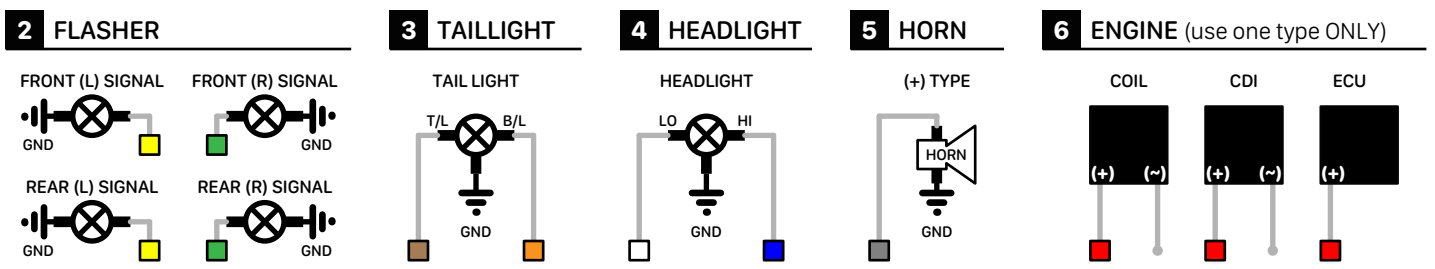 2 FLASHER
FRONT (L) SIGNAL
FRONT (R) SIGNAL
GND
GND
REAR (L) SIGNAL
REAR (R) SIGNAL
GND
GND
3 TAILLIGHT
TAIL LIGHT
T/L
B/L
GND
4 HEADLIGHT
HEADLIGHT
LO
HI
GND
5 HORN
(+) TYPE
HORN
GND
6 ENGINE (use one type ONLY)
COIL
CDI
ECU
(+)
(~)
(+)
(~)
(+)